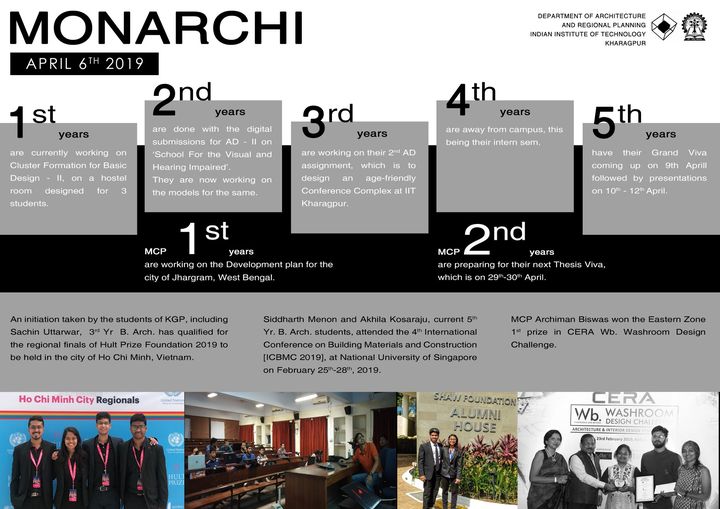 MONARCHI
APRIL 6TH 2019
DEPARTMENT OF ARCHITECTURE
AND REGIONAL PLANNING
INDIAN INSTITUTE OF TECHNOLOGY
KHARAGPUR
1st
years
are currently working on
Cluster Formation for Basic
Design - II, on a hostel
room designed for 3
students.
2nd
years
are done with the digital
submissions for AD - II on
'School For the Visual and
Hearing Impaired'.
They are now working on
the models for the same.
3rd
years
are working on their 2nd AD
assignment, which is to
design an age-friendly
Conference Complex at IIT
Kharagpur.
4th
years
are away from campus, this
being their intern sem.
5th
years
have their Grand Viva
coming up on 9th Aprill
followed by presentations
on 10th - 12th April.
MCP 1st years
are working on the Development plan for the
city of Jhargram, West Bengal.
MCP 2nd years
are preparing for their next Thesis Viva,
which is on 29th-30th April.
An initiation taken by the students of KGP, including
Sachin Uttarwar, 3rd Yr B. Arch. has qualified for
the regional finals of Hult Prize Foundation 2019 to
be held in the city of Ho Chi Minh, Vietnam.
Siddharth Menon and Akhila Kosaraju, current 5th
Yr. B. Arch. students, attended the 4th International
Conference on Building Materials and Construction
[ICBMC 2019], at National University of Singapore
on February 25th-28th, 2019.
MCP Archiman Biswas won the Eastern Zone
1st prize in CERA Wb. Washroom Design
Challenge.
Ho Chi Minh City Regionals
HULT
PRIZE
SHAW FOUNDATION
ALUMNI
HOUSE
CERA
Wb. WASHROOM
DESIGN CHALL
ARCHITECTURE & INTERIOR DESIGN
23rd February 2019